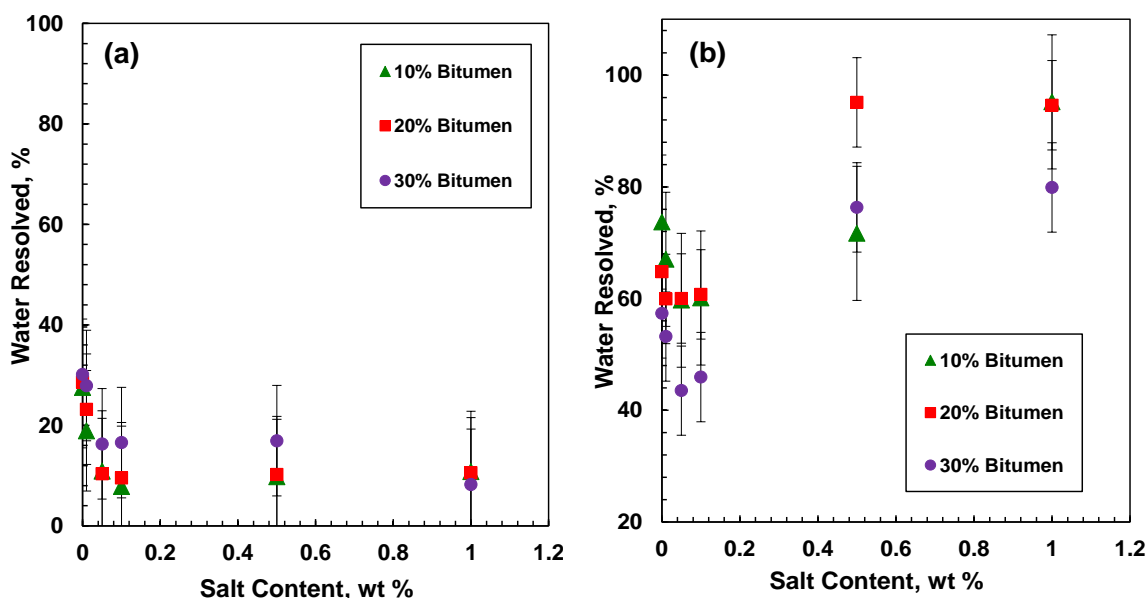 (a)
10% Bitumen
20% Bitumen
30% Bitumen
Water Resolved, %
100
80
60
40
20
0
0 0.2 0.4 0.6 0.8 1 1.2
Salt Content, wt %
(b)
10% Bitumen
20% Bitumen
30% Bitumen
Water Resolved, %
100
80
60
40
20
0 0.2 0.4 0.6 0.8 1 1.2
Salt Content, wt %